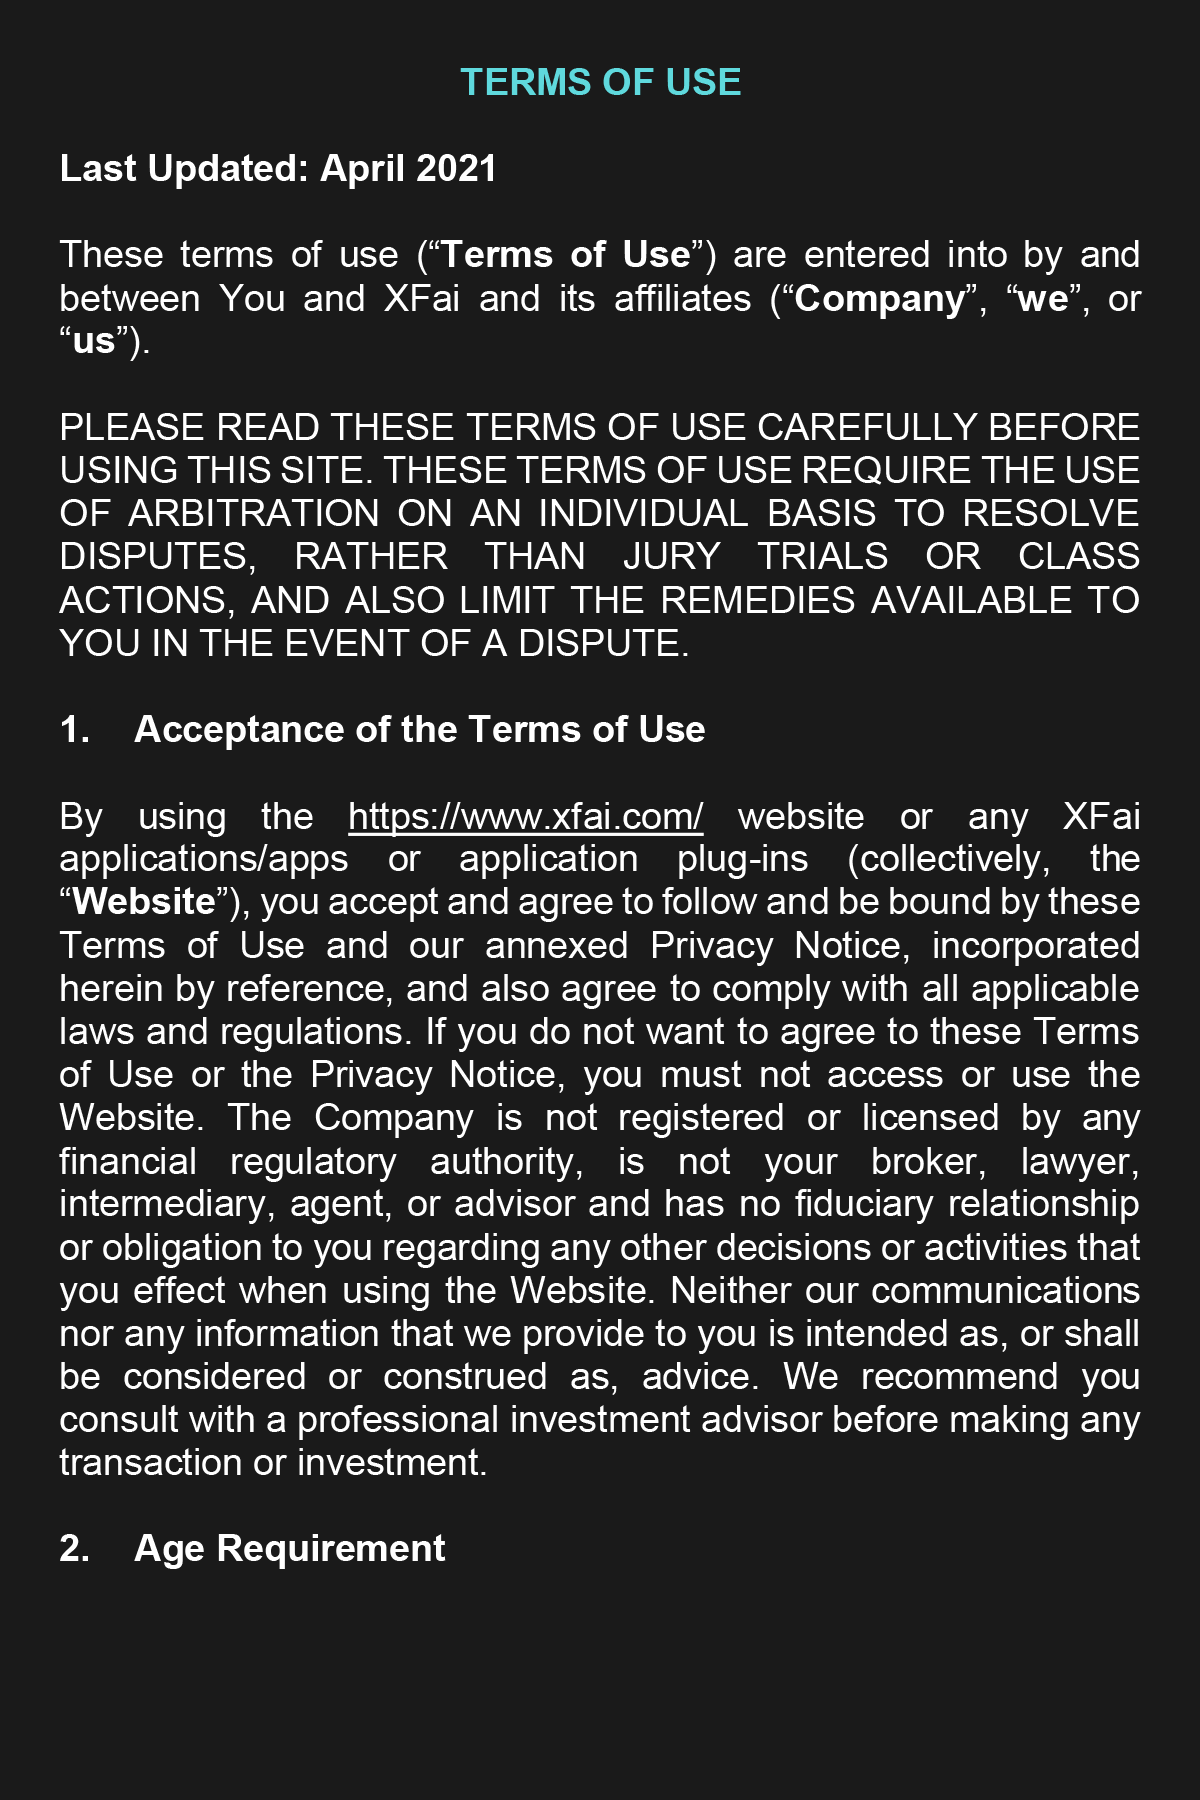 TERMS OF USE
Last Updated: April 2021
These terms of use (“Terms of Use”) are entered into by and
between You and XFai and its affiliates (“Company”, “we”, or
“us”).
PLEASE READ THESE TERMS OF USE CAREFULLY BEFORE
USING THIS SITE. THESE TERMS OF USE REQUIRE THE USE
OF ARBITRATION ON AN INDIVIDUAL BASIS TO RESOLVE
DISPUTES, RATHER THAN JURY TRIALS OR CLASS
ACTIONS, AND ALSO LIMIT THE REMEDIES AVAILABLE TO
YOU IN THE EVENT OF A DISPUTE.
1. Acceptance of the Terms of Use
By using the https://www.xfai.com/ website or any XFai
applications/apps or application plug-ins (collectively, the
“Website”), you accept and agree to follow and be bound by these
Terms of Use and our annexed Privacy Notice, incorporated
herein by reference, and also agree to comply with all applicable
laws and regulations. If you do not want to agree to these Terms
of Use or the Privacy Notice, you must not access or use the
Website. The Company is not registered or licensed by any
financial regulatory authority, is not your broker, lawyer,
intermediary, agent, or advisor and has no fiduciary relationship
or obligation to you regarding any other decisions or activities that
you effect when using the Website. Neither our communications
nor any information that we provide to you is intended as, or shall
be considered or construed as, advice. We recommend you
consult with a professional investment advisor before making any
transaction or investment.
2. Age Requirement